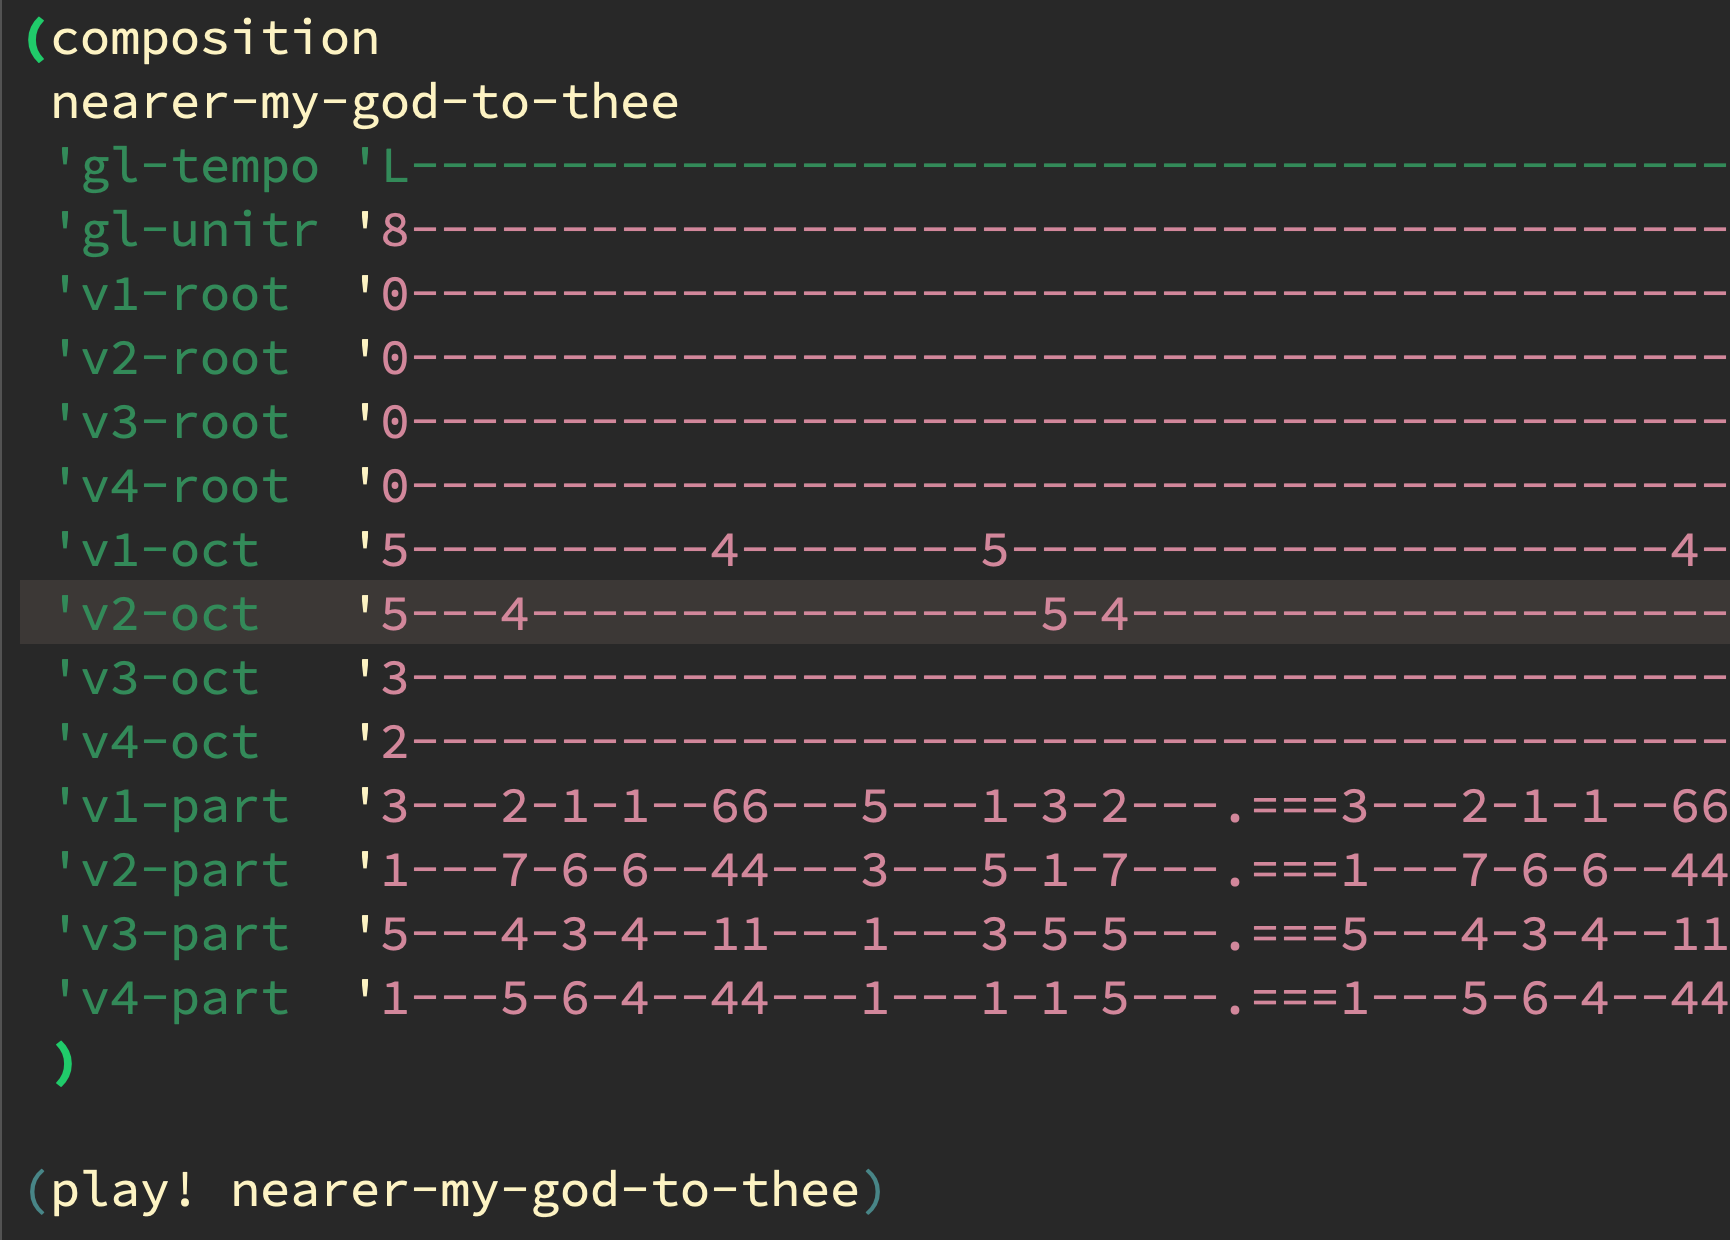 (composition
 nearer-my-god-to-thee
 'gl-tempo 'L--------------------------------------------
 'gl-unitr '8--------------------------------------------
 'v1-root  '0--------------------------------------------
 'v2-root  '0--------------------------------------------
 'v3-root  '0--------------------------------------------
 'v4-root  '0--------------------------------------------
 'v1-oct   '5----------4--------5----------------------4-
 'v2-oct   '5---4-----------------5-4--------------------
 'v3-oct   '3--------------------------------------------
 'v4-oct   '2--------------------------------------------
 'v1-part  '3---2-1-1--66---5---1-3-2---.===3---2-1-1--66
 'v2-part  '1---7-6-6--44---3---5-1-7---.===1---7-6-6--44
 'v3-part  '5---4-3-4--11---1---3-5-5---.===5---4-3-4--11
 'v4-part  '1---5-6-4--44---1---1-1-5---.===1---5-6-4--44
 )
(play! nearer-my-god-to-thee)